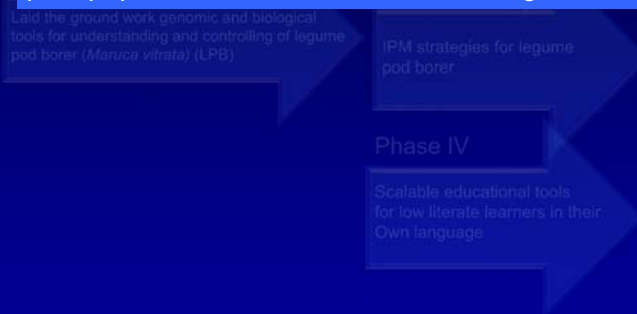 Laid the ground work genomic and biological
tools for understanding and controlling of legume
pod borer (Maruca vitrata) (LPB)
IPM strategies for legume
pod borer
Phase IV
Scalable educational tools
for low literate learners in their
Own language